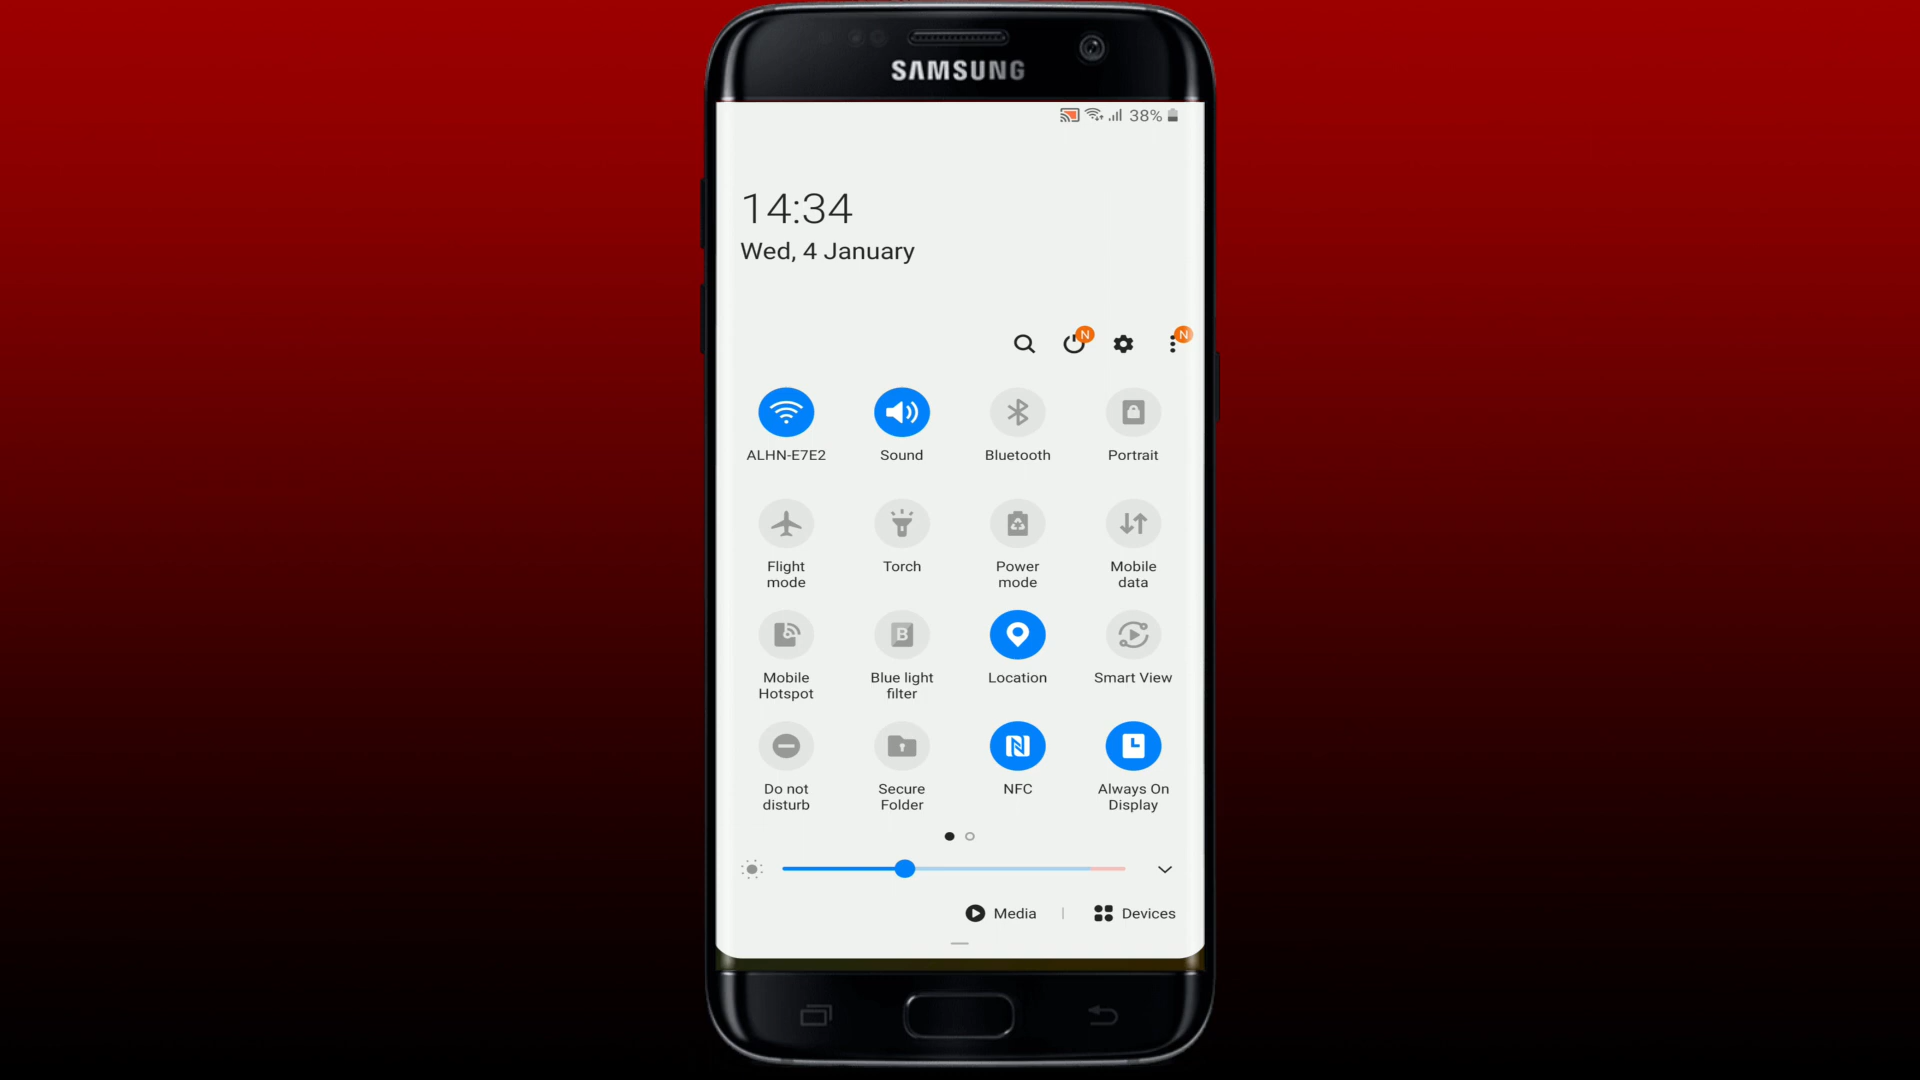 SAMSUNG
38%
14:34
Wed, 4 January
N
N
ALHN-E7E2
Sound
Bluetooth
Portrait
Flight
mode
Torch
Power
mode
Mobile
data
Mobile
Hotspot
B
Blue light
filter
Location
Smart View
Do not
disturb
Secure
Folder
NFC
Always On
Display
Media
Devices